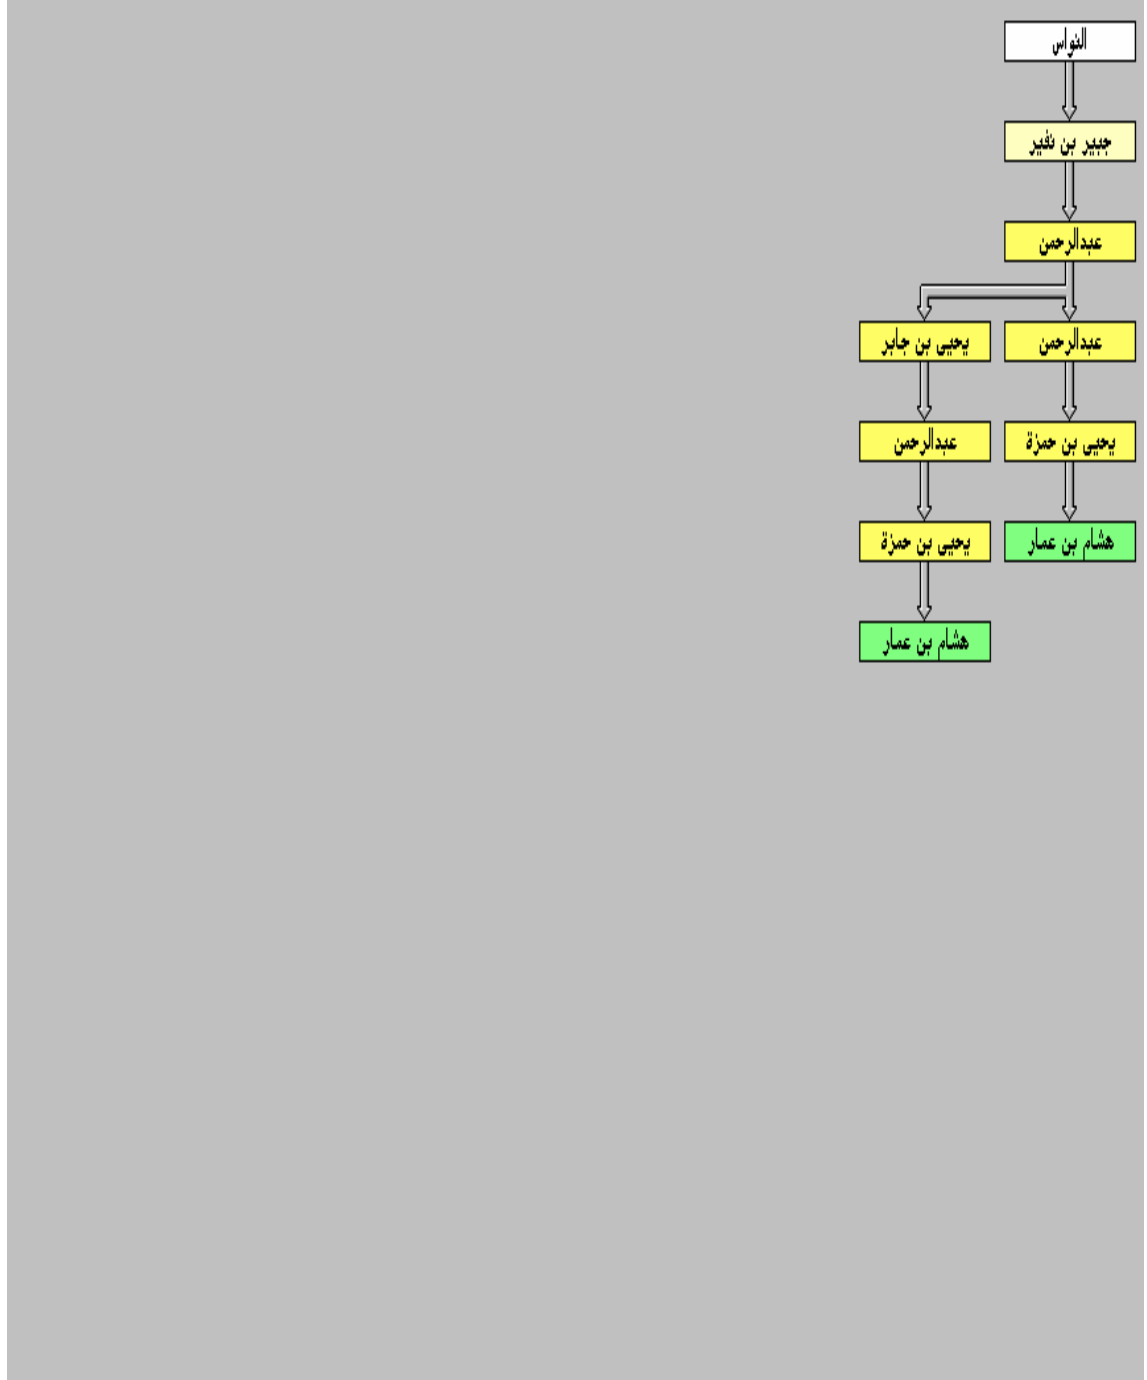 النواس
جبير بن نفير
عبدالرحمن
عبدالرحمن
يحيى بن جابر
يحيى بن حمزة
عبدالرحمن
هشام بن عمار
يحيى بن حمزة
هشام بن عمار